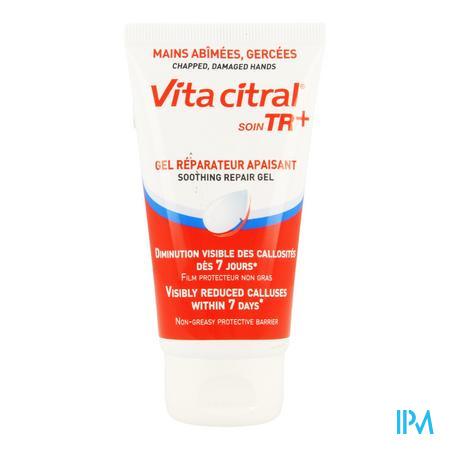 MAINS ABÎMÉES, GERCÉES
CHAPPED, DAMAGED HANDS
Vita citral®
SOIN TR+
GEL RÉPARATEUR APAISANT
SOOTHING REPAIR GEL
DIMINUTION VISIBLE DES CALLOSITÉS
DÈS 7 JOURS*
FILM PROTECTEUR NON GRAS
VISIBLY REDUCED CALLUSES
WITHIN 7 DAYS*
NON-GREASY PROTECTIVE BARRIER
IPM